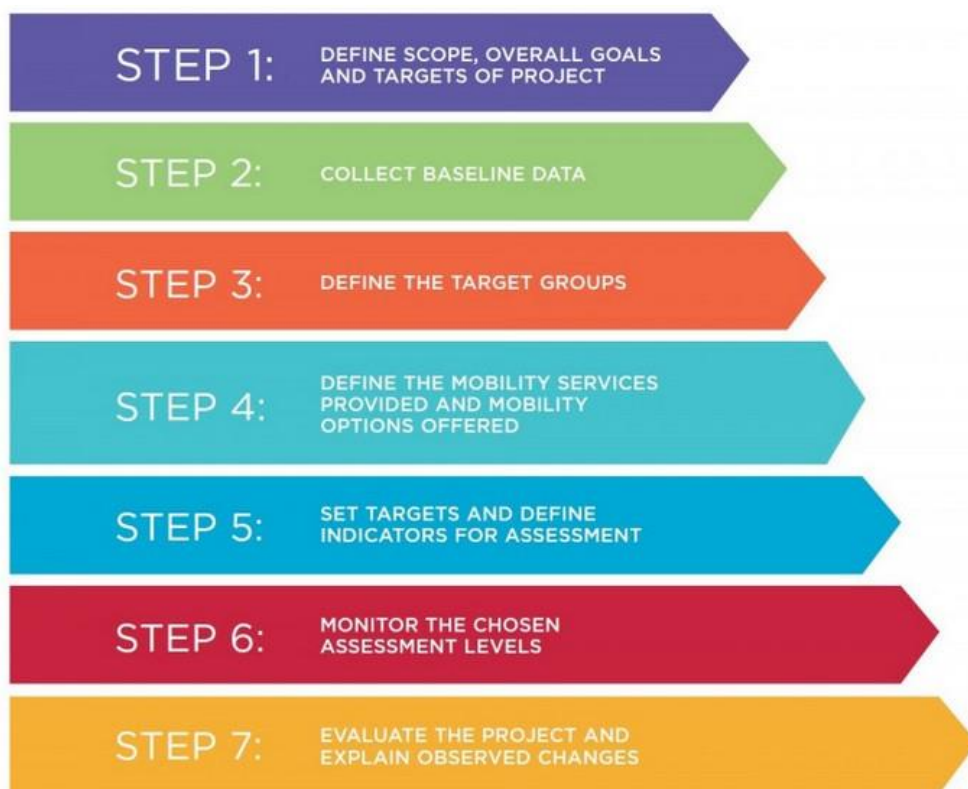 STEP 1:
DEFINE SCOPE, OVERALL GOALS
AND TARGETS OF PROJECT
STEP 2:
COLLECT BASELINE DATA
STEP 3:
DEFINE THE TARGET GROUPS
STEP 4:
DEFINE THE MOBILITY SERVICES
PROVIDED AND MOBILITY
OPTIONS OFFERED
STEP 5:
SET TARGETS AND DEFINE
INDICATORS FOR ASSESSMENT
STEP 6:
MONITOR THE CHOSEN
ASSESSMENT LEVELS
STEP 7:
EVALUATE THE PROJECT AND
EXPLAIN OBSERVED CHANGES